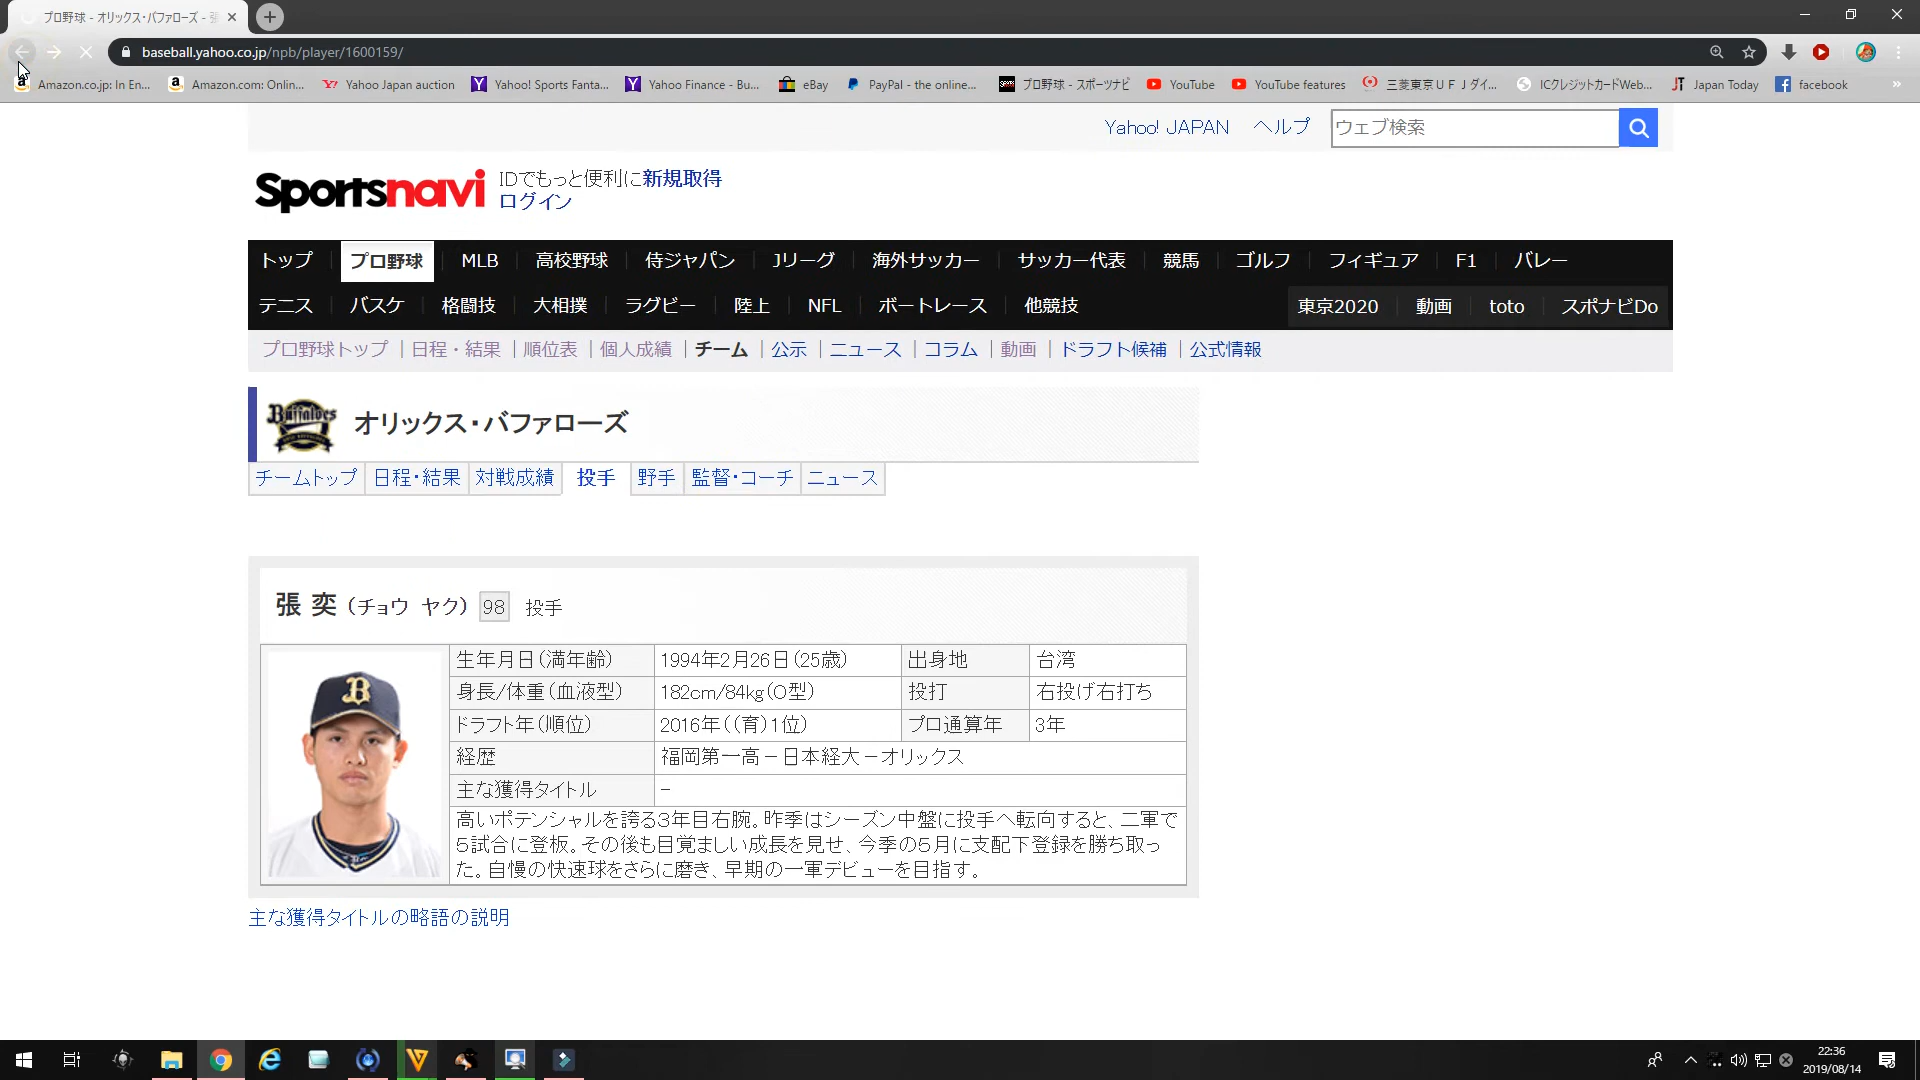 プロ野球 - オリックス・バファローズ - 張
baseball.yahoo.co.jp/npb/player/1600159/
Amazon.co.jp: In En... Amazon.com: Onlin... Yahoo Japan auction Yahoo! Sports Fanta... Yahoo Finance - Bu... eBay PayPal - the online... プロ野球 - スポーツナビ YouTube YouTube features 三菱東京ＵＦＪダイ... ICクレジットカードWeb... Japan Today facebook »
Yahoo! JAPAN ヘルプ ウェブ検索
Sportsnavi IDでもっと便利に新規取得
ログイン
トップ プロ野球 MLB 高校野球 侍ジャパン Jリーグ 海外サッカー サッカー代表 競馬 ゴルフ フィギュア F1 バレー
テニス バスケ 格闘技 大相撲 ラグビー 陸上 NFL ボートレース 他競技 東京2020 動画 toto スポナビDo
プロ野球トップ 日程・結果 順位表 個人成績 チーム 公示 ニュース コラム 動画 ドラフト候補 公式情報
Buffaloes オリックス・バファローズ
チームトップ 日程・結果 対戦成績 投手 野手 監督・コーチ ニュース
張 奕（チョウ ヤク） 98 投手
生年月日（満年齢） 1994年2月26日（25歳） 出身地 台湾
身長/体重（血液型） 182cm/84kg（O型） 投打 右投げ右打ち
ドラフト年（順位） 2016年（（育）1位） プロ通算年 3年
経歴 福岡第一高－日本経大－オリックス
主な獲得タイトル －
高いポテンシャルを誇る３年目右腕。昨季はシーズン中盤に投手へ転向すると、二軍で
５試合に登板。その後も目覚ましい成長を見せ、今季の５月に支配下登録を勝ち取っ
た。自慢の快速球をさらに磨き、早期の一軍デビューを目指す。
主な獲得タイトルの略語の説明
22:36
2019/08/14